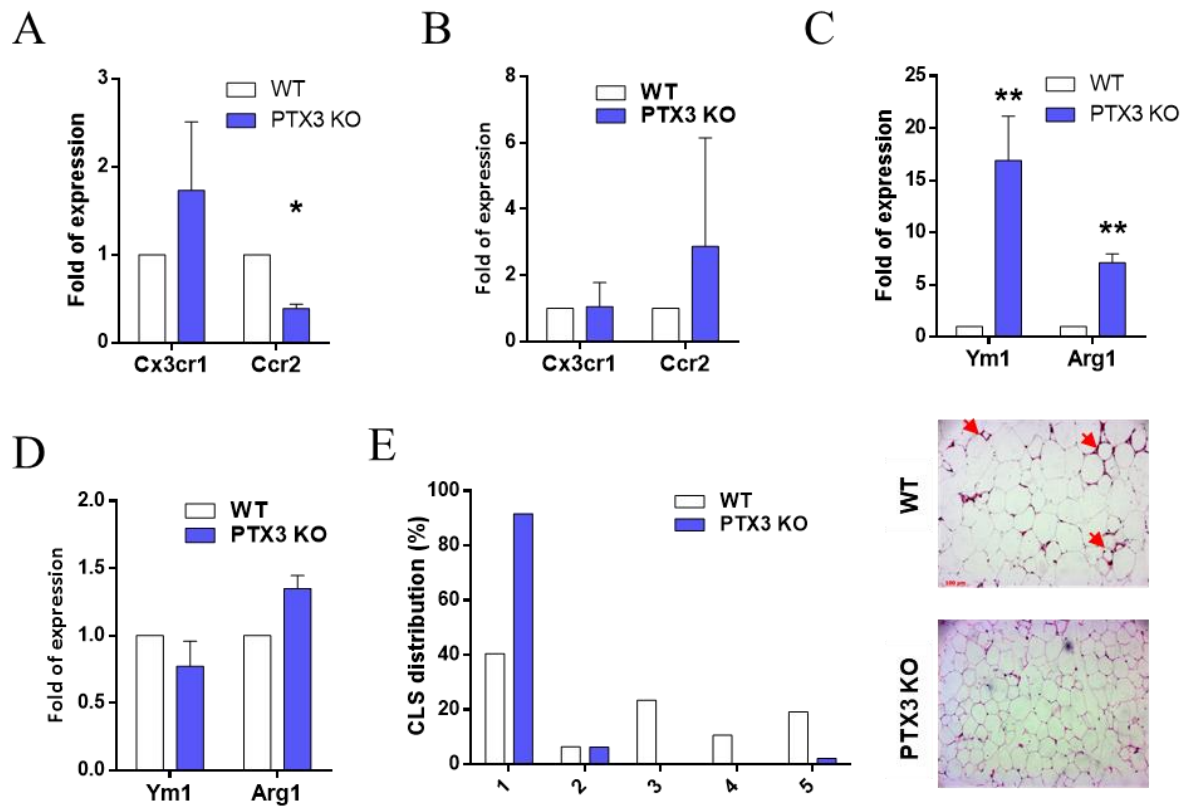 A
Fold of expression
3
2
1
0
WT
PTX3 KO
*
Cx3cr1
Ccr2
B
Fold of expression
8
6
4
2
0
WT
PTX3 KO
Cx3cr1
Ccr2
C
Fold of expression
25
20
15
10
5
0
WT
PTX3 KO
**
**
Ym1
Arg1
D
Fold of expression
2.0
1.5
1.0
0.5
0.0
WT
PTX3 KO
Ym1
Arg1
E
CLS distribution (%)
100
80
60
40
20
0
WT
PTX3 KO
1
2
3
4
5
WT
100 μm
PTX3 KO